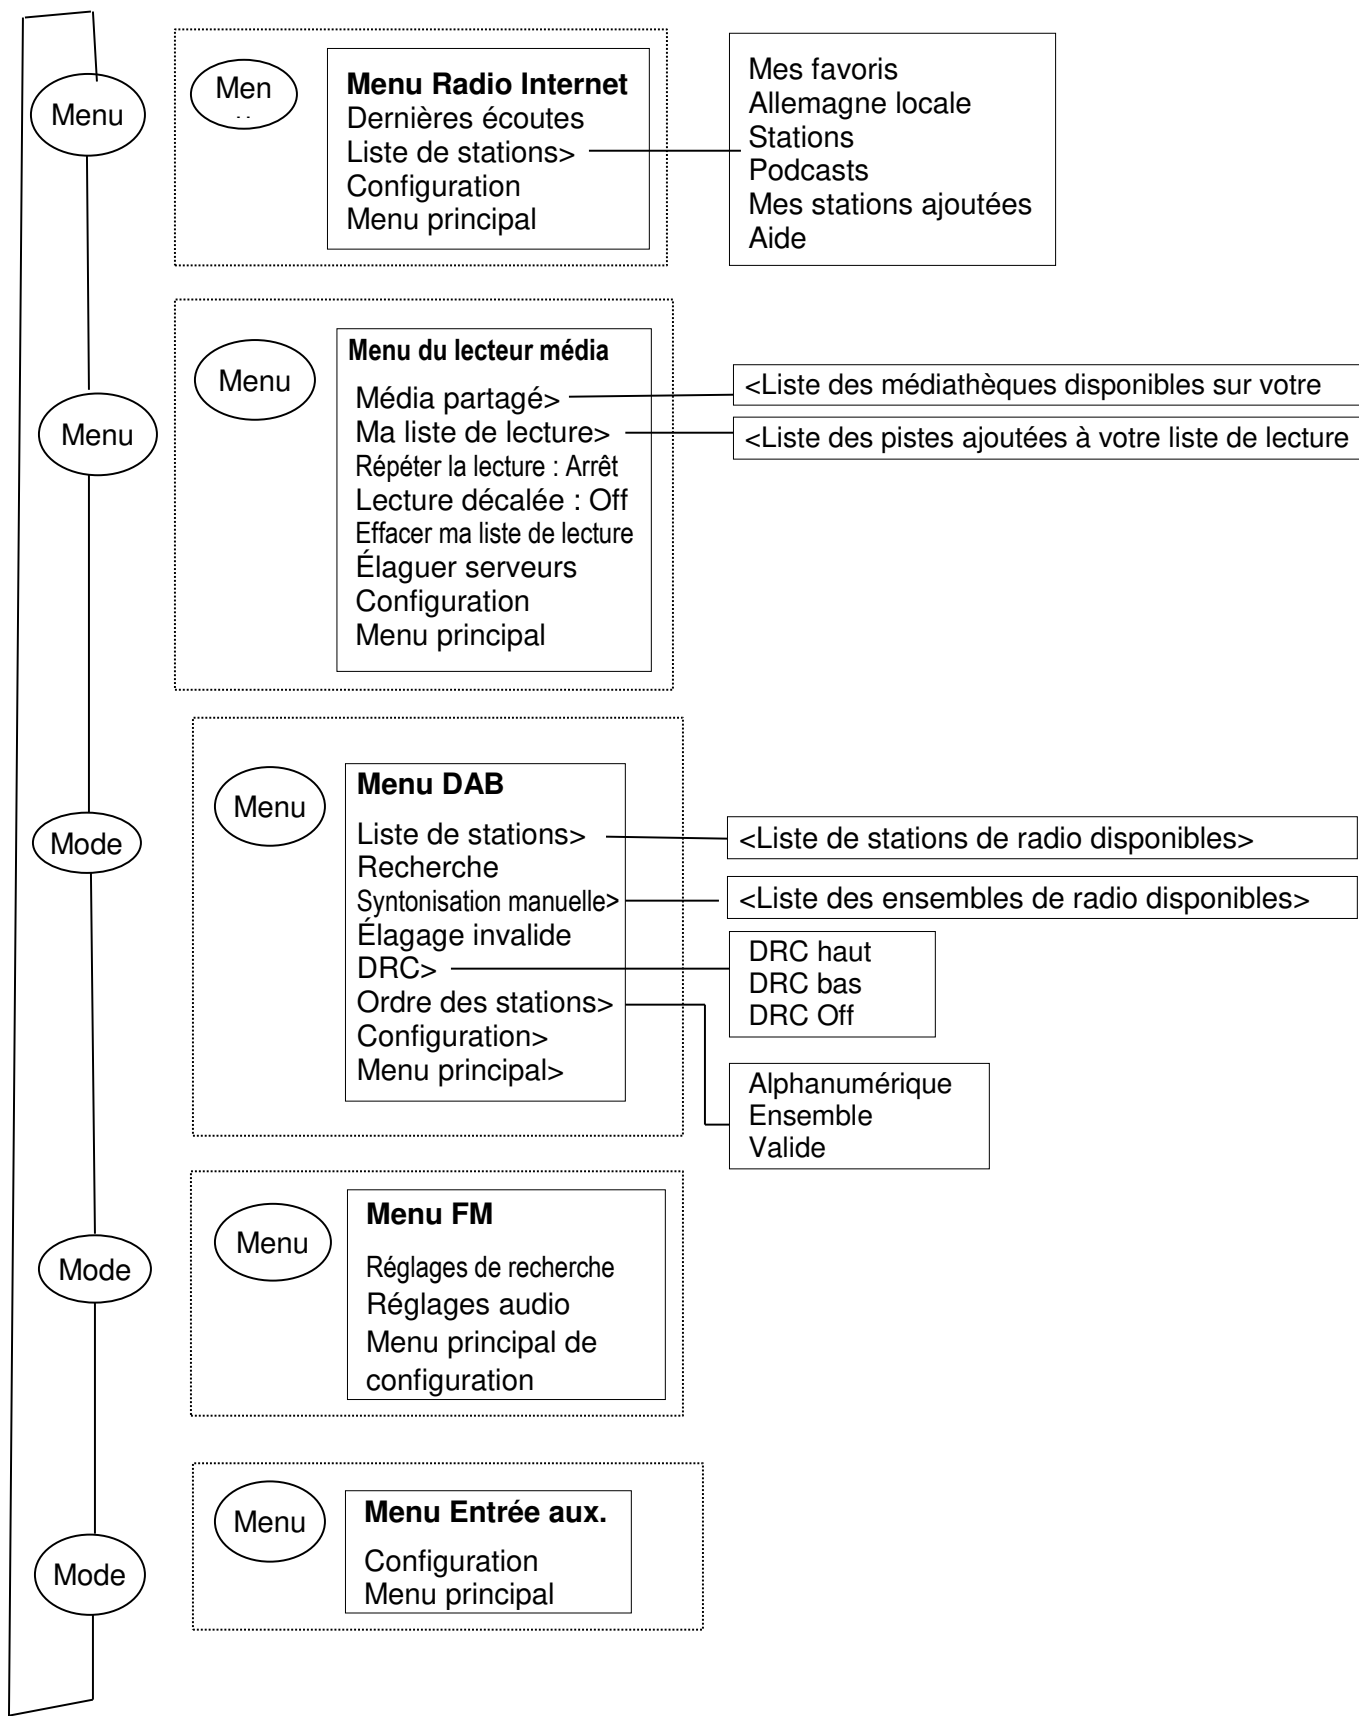 Menu
Men
Menu Radio Internet
Dernières écoutes
Liste de stations>
Configuration
Menu principal
Mes favoris
Allemagne locale
Stations
Podcasts
Mes stations ajoutées
Aide
Menu
Menu
Menu du lecteur média
Média partagé>
Ma liste de lecture>
Répéter la lecture : Arrêt
Lecture décalée : Off
Effacer ma liste de lecture
Élaguer serveurs
Configuration
Menu principal
<Liste des médiathèques disponibles sur votre
<Liste des pistes ajoutées à votre liste de lecture
Mode
Menu
Menu DAB
Liste de stations>
Recherche
Syntonisation manuelle>
Élagage invalide
DRC>
Ordre des stations>
Configuration>
Menu principal>
<Liste de stations de radio disponibles>
<Liste des ensembles de radio disponibles>
DRC haut
DRC bas
DRC Off
Alphanumérique
Ensemble
Valide
Mode
Menu
Menu FM
Réglages de recherche
Réglages audio
Menu principal de
configuration
Mode
Menu
Menu Entrée aux.
Configuration
Menu principal